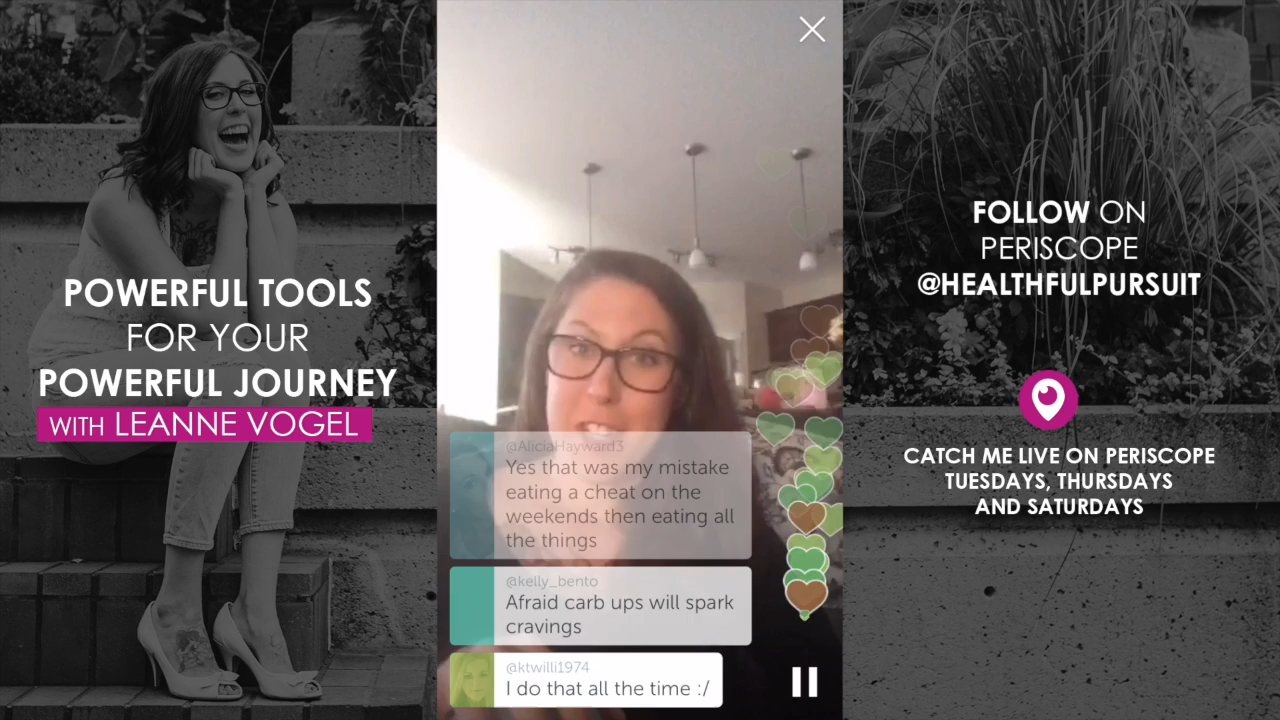 POWERFUL TOOLS
FOR YOUR
POWERFUL JOURNEY
WITH LEANNE VOGEL
@AliciaHayward3
Yes that was my mistake
eating a cheat on the
weekends then eating all
the things
@kelly_bento
Afraid carb ups will spark
cravings
@ktwilli1974
I do that all the time :/
FOLLOW ON
PERISCOPE
@HEALTHFULPURSUIT
CATCH ME LIVE ON PERISCOPE
TUESDAYS, THURSDAYS
AND SATURDAYS